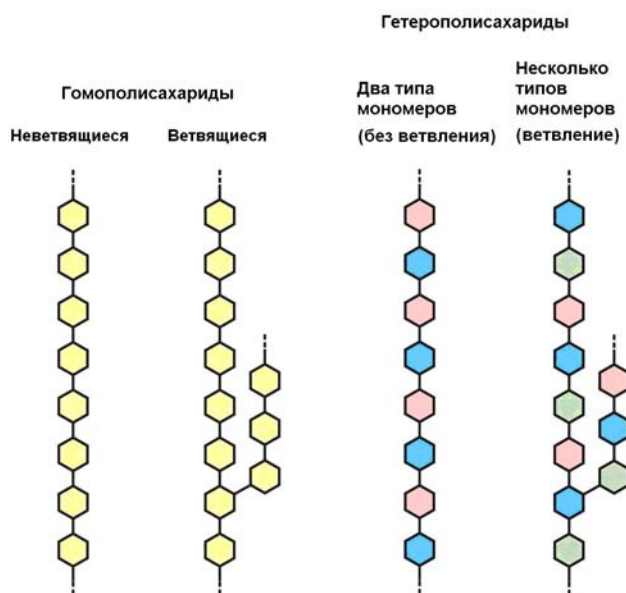 Гетерополисахариды
Гомополисахариды
Неветвящиеся
Ветвящиеся
Два типа
мономеров
(без ветвления)
Несколько
типов
мономеров
(ветвление)